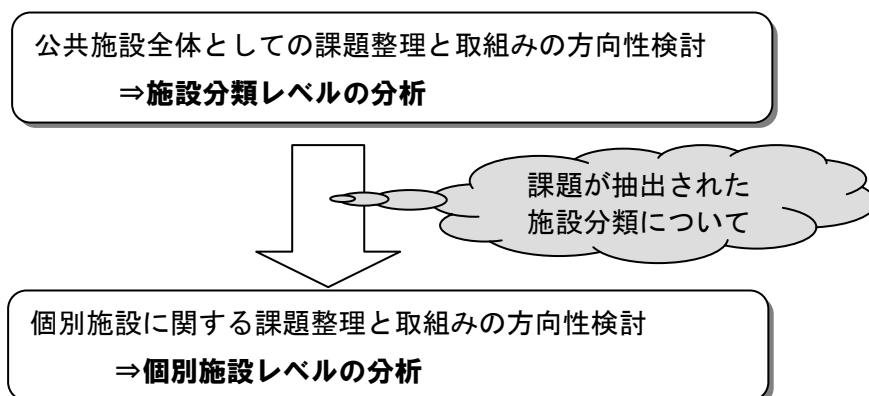 公共施設全体としての課題整理と取組みの方向性検討
⇒施設分類レベルの分析
課題が抽出された
施設分類について
個別施設に関する課題整理と取組みの方向性検討
⇒個別施設レベルの分析